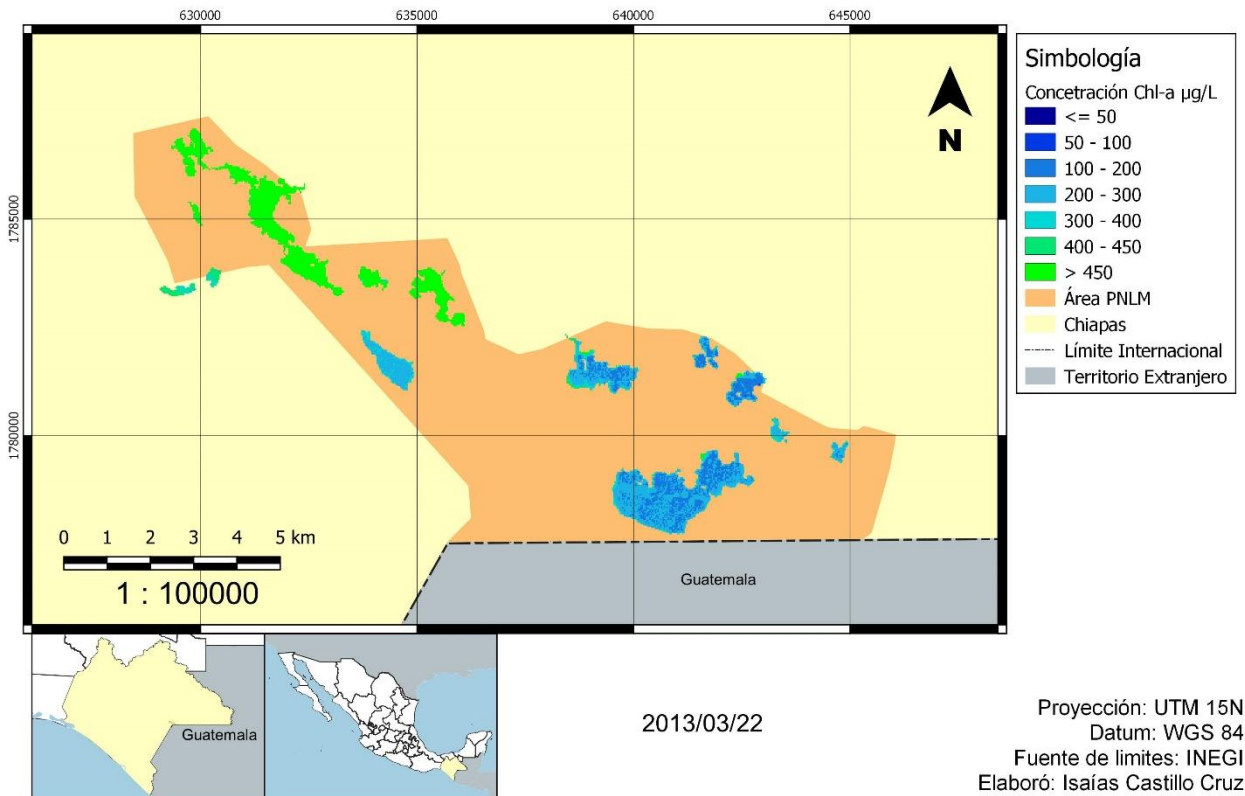 630000
635000
640000
645000
1785000
1780000
N
0 1 2 3 4 5 km
1 : 100000
Guatemala
Simbología
Concetración Chl-a µg/L
<= 50
50 - 100
100 - 200
200 - 300
300 - 400
400 - 450
> 450
Área PNLM
Chiapas
Límite Internacional
Territorio Extranjero
Guatemala
2013/03/22
Proyección: UTM 15N
Datum: WGS 84
Fuente de limites: INEGI
Elaboró: Isaías Castillo Cruz